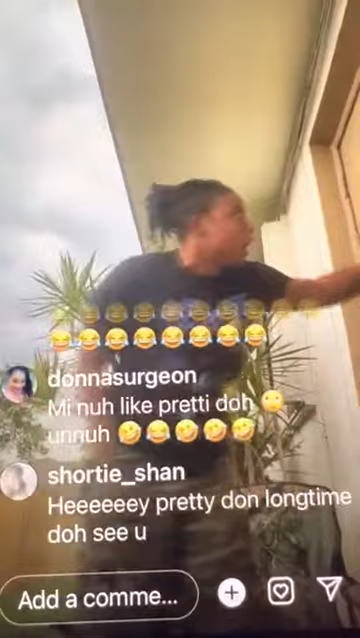 donnasurgeon
Mi nuh like pretti doh 😶
unnuh 🤣😂🤣🤣🤣
shortie_shan
Heeeeeey pretty don longtime
doh see u
Add a comme...